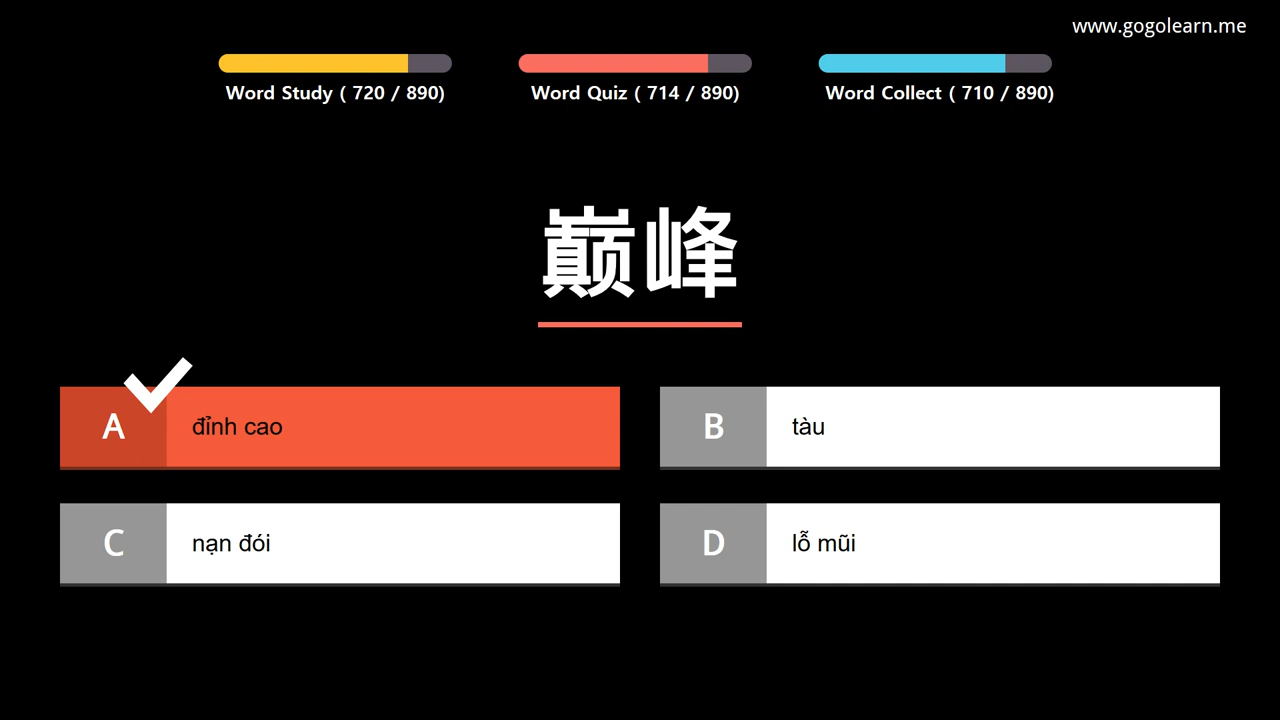 www.gogolearn.me
Word Study ( 720 / 890)
Word Quiz ( 714 / 890)
Word Collect ( 710 / 890)
巅峰
A đỉnh cao
B tàu
C nạn đói
D lỗ mũi